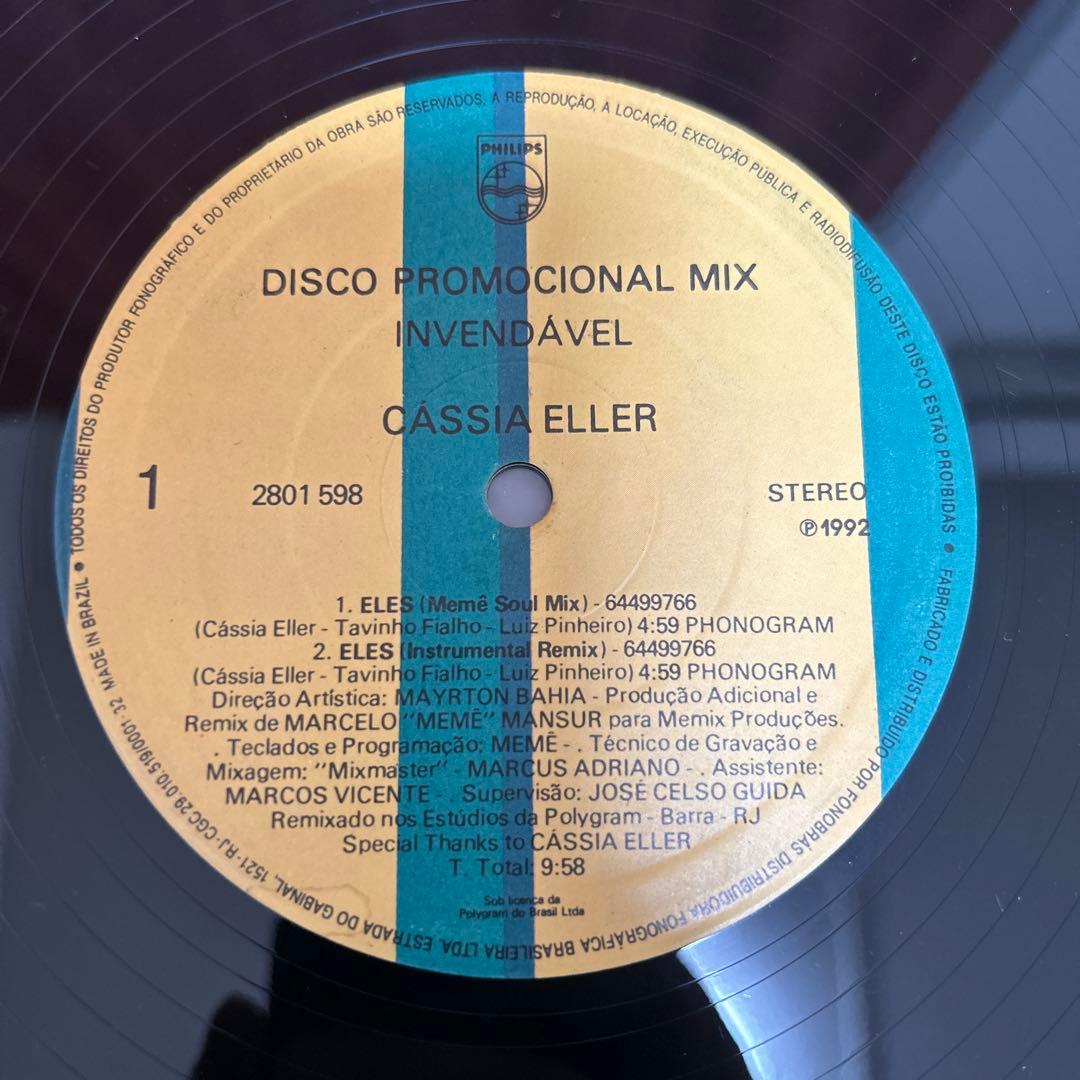 PHILIPS
DISCO PROMOCIONAL MIX
INVENDÁVEL
CÁSSIA ELLER
1
2801 598
STEREO
℗ 1992
1. ELES (Memê Soul Mix) - 64499766
(Cássia Eller - Tavinho Fialho - Luiz Pinheiro) 4:59 PHONOGRAM
2. ELES (Instrumental Remix) - 64499766
(Cássia Eller - Tavinho Fialho - Luiz Pinheiro) 4:59 PHONOGRAM
Direção Artística: MAYRTON BAHIA - Produção Adicional e
Remix de MARCELO "MEMÊ" MANSUR para Memix Produções.
. Teclados e Programação: MEMÊ - . Técnico de Gravação e
Mixagem: "Mixmaster" - MARCUS ADRIANO - . Assistente:
MARCOS VICENTE - . Supervisão: JOSÉ CELSO GUIDA
Remixado nos Estúdios da Polygram - Barra - RJ
Special Thanks to CÁSSIA ELLER
T. Total: 9:58
Sob licença da
Polygram do Brasil Ltda
TODOS OS DIREITOS DO PRODUTOR FONOGRÁFICO E DO PROPRIETÁRIO DA OBRA SÃO RESERVADOS. A REPRODUÇÃO, A LOCAÇÃO, EXECUÇÃO PÚBLICA E RADIODIFUSÃO DESTE DISCO ESTÃO PROIBIDAS • FABRICADO E DISTRIBUÍDO POR FONOBRÁS DISTRIBUIDORA FONOGRÁFICA BRASILEIRA LTDA. ESTRADA DO GABINAL, 1521 - RJ - CGC 29.010.519/0001-32 MADE IN BRAZIL •